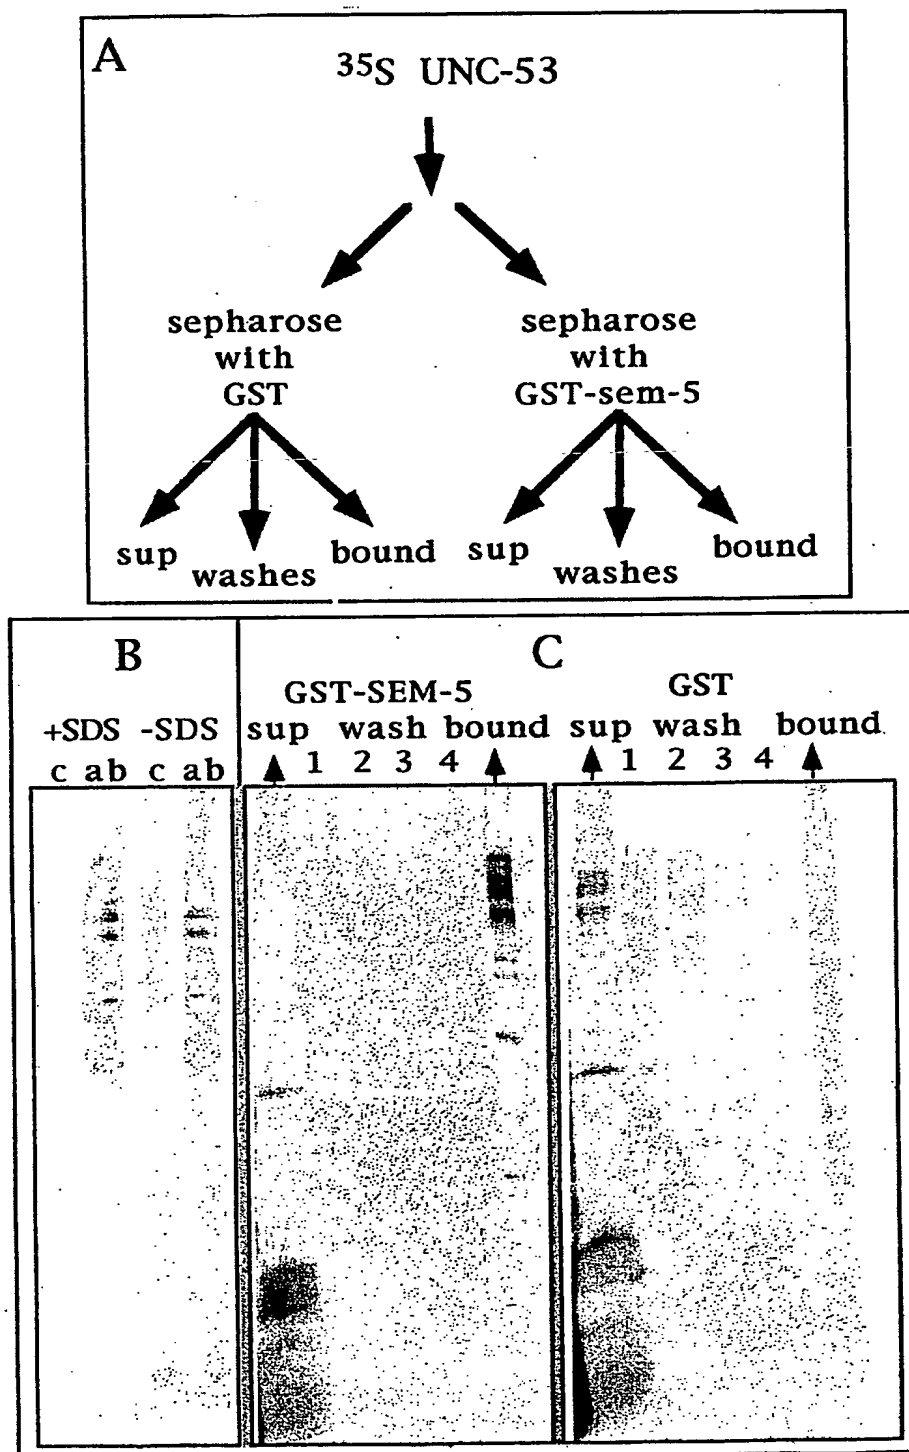 A
35S UNC-53
sepharose with GST
sepharose with GST-sem-5
sup washes bound
sup washes bound
B
+SDS -SDS
c ab c ab
C
GST-SEM-5
sup wash bound
1 2 3 4
GST
sup wash bound
1 2 3 4